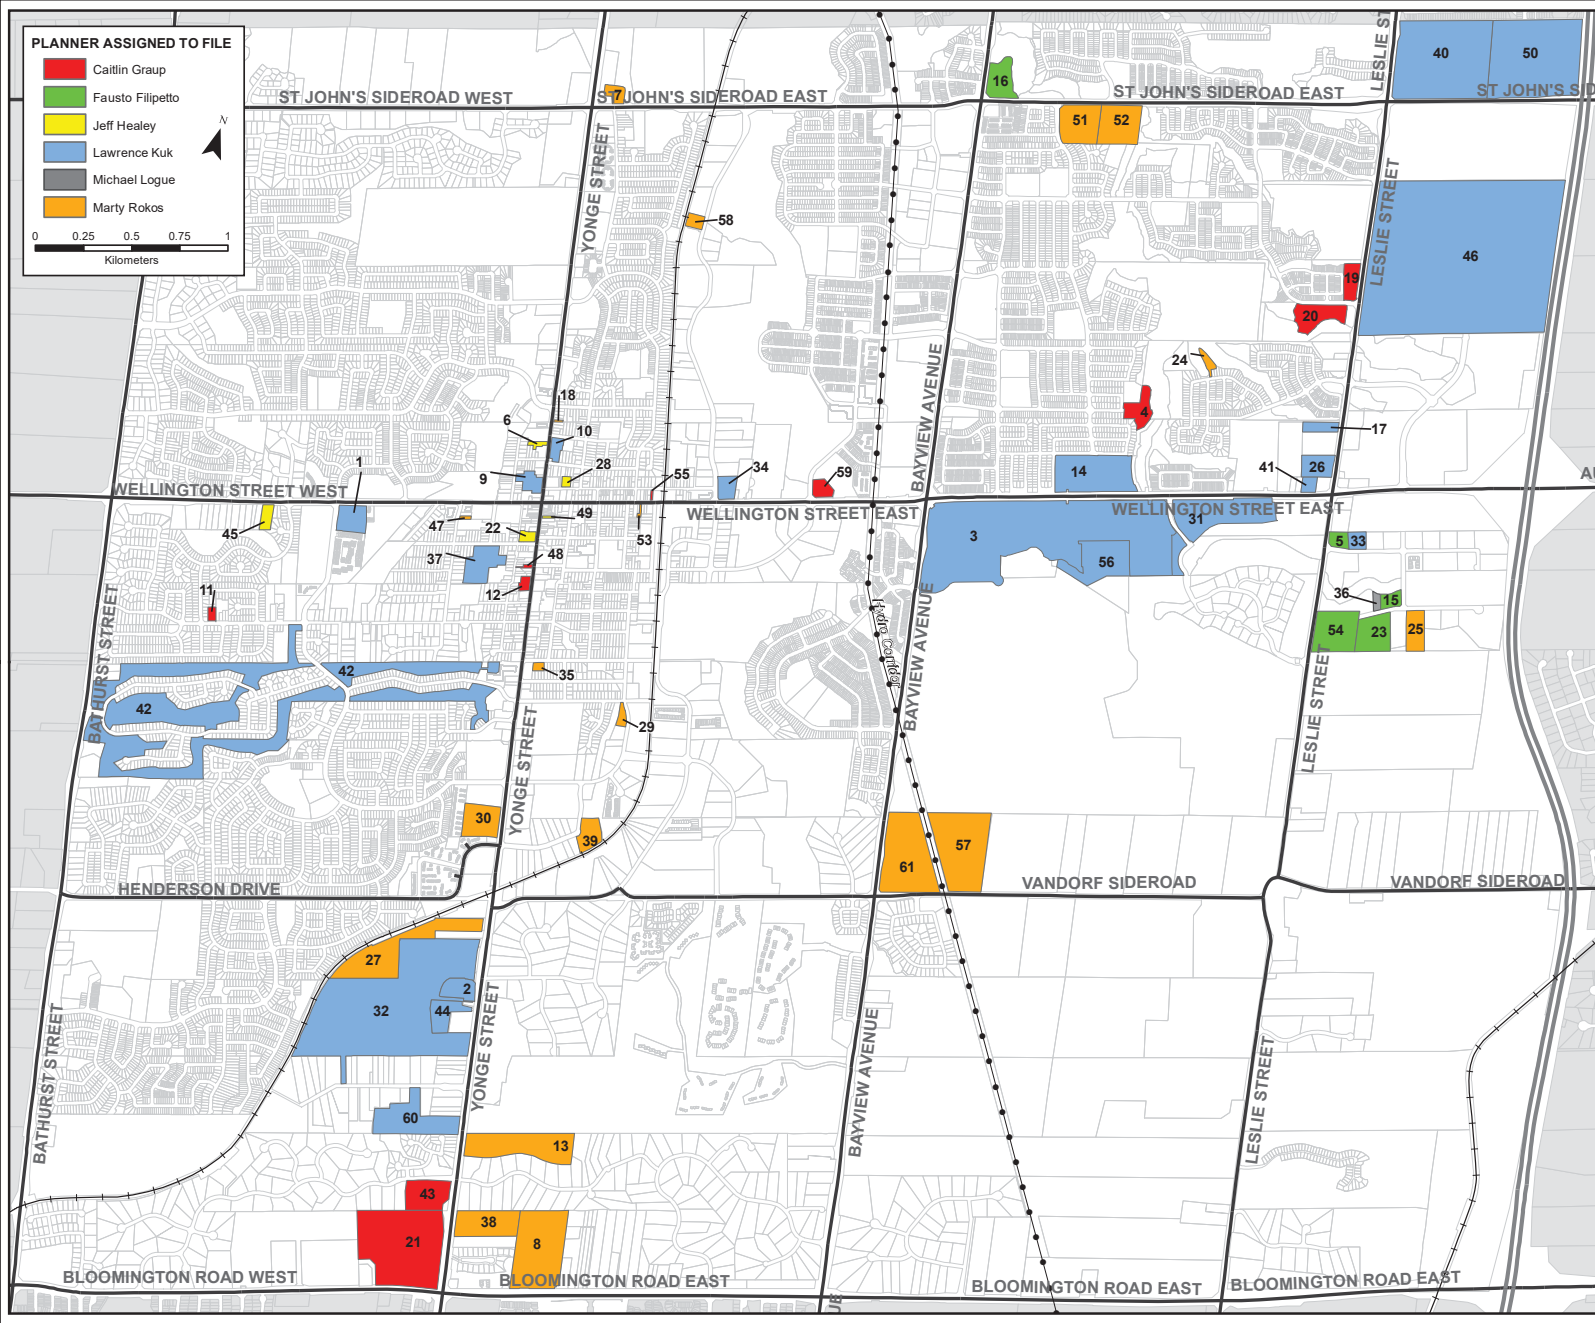 PLANNER ASSIGNED TO FILE
Caitlin Graup
Fausto Filipetto
Jeff Healey
Lawrence Kuk
Michael Logue
Marty Rokos
N
0 0.25 0.5 0.75 1
Kilometers
ST JOHN'S SIDEROAD WEST
7
ST JOHN'S SIDEROAD EAST
16
ST JOHN'S SIDEROAD EAST
LESLIE ST
40
50
ST JOHN'S SID
51
52
YONGE STREET
58
LESLIE STREET
46
19
20
24
BAYVIEW AVENUE
18
6
10
4
17
1
9
28
55
34
59
14
41
26
WELLINGTON STREET WEST
WELLINGTON STREET EAST
WELLINGTON STREET EAST
A
45
47
22
49
53
3
31
56
5
33
37
48
12
11
36
15
54
23
25
BATHURST STREET
Hydro Corridor
BAYVIEW AVENUE
LESLIE STREET
42
42
35
29
YONGE STREET
30
39
61
57
HENDERSON DRIVE
VANDORF SIDEROAD
VANDORF SIDEROAD
27
2
32
44
YONGE STREET
BATHURST STREET
BAYVIEW AVENUE
LESLIE STREET
60
13
43
38
21
8
BLOOMINGTON ROAD WEST
BLOOMINGTON ROAD EAST
BLOOMINGTON ROAD EAST
BLOOMINGTON ROAD EAST
UE